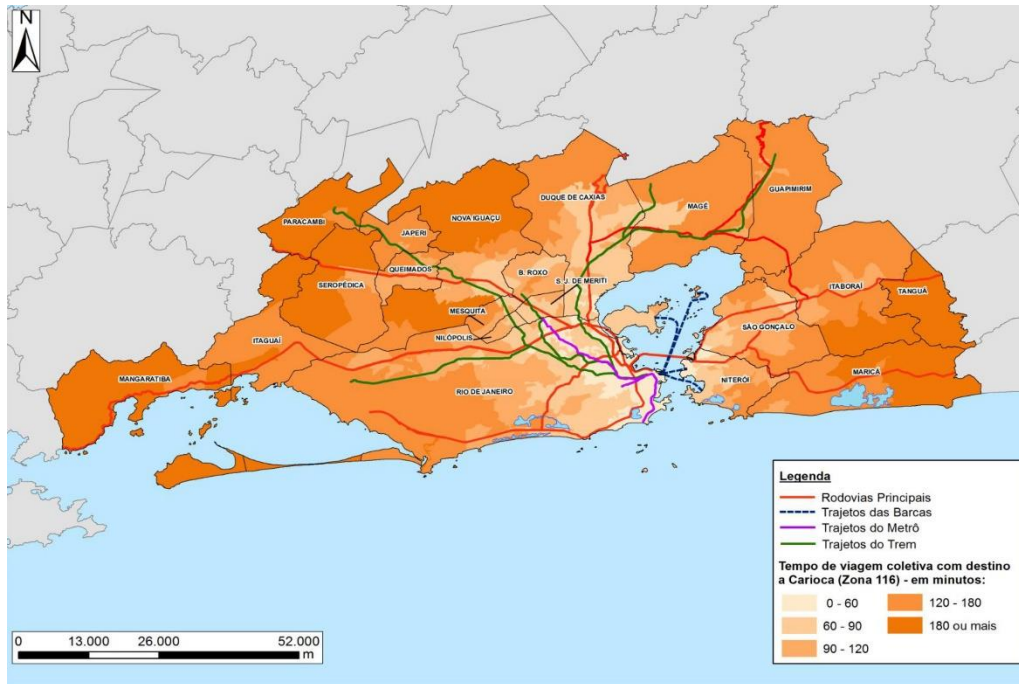 N
DUQUE DE CAXIAS
GUAPIMIRIM
MAGÉ
PARACAMBI
NOVA IGUAÇU
JAPERI
QUEIMADOS
B. ROXO
S. J. DE MERITI
SEROPÉDICA
ITABORAÍ
TANGUÁ
MESQUITA
SÃO GONÇALO
NILÓPOLIS
ITAGUAÍ
MANGARATIBA
RIO DE JANEIRO
NITERÓI
MARICÁ
Legenda
Rodovias Principais
Trajetos das Barcas
Trajetos do Metrô
Trajetos do Trem
Tempo de viagem coletiva com destino
a Carioca (Zona 116) - em minutos:
0 - 60 120 - 180
60 - 90 180 ou mais
90 - 120
0 13.000 26.000 52.000
m